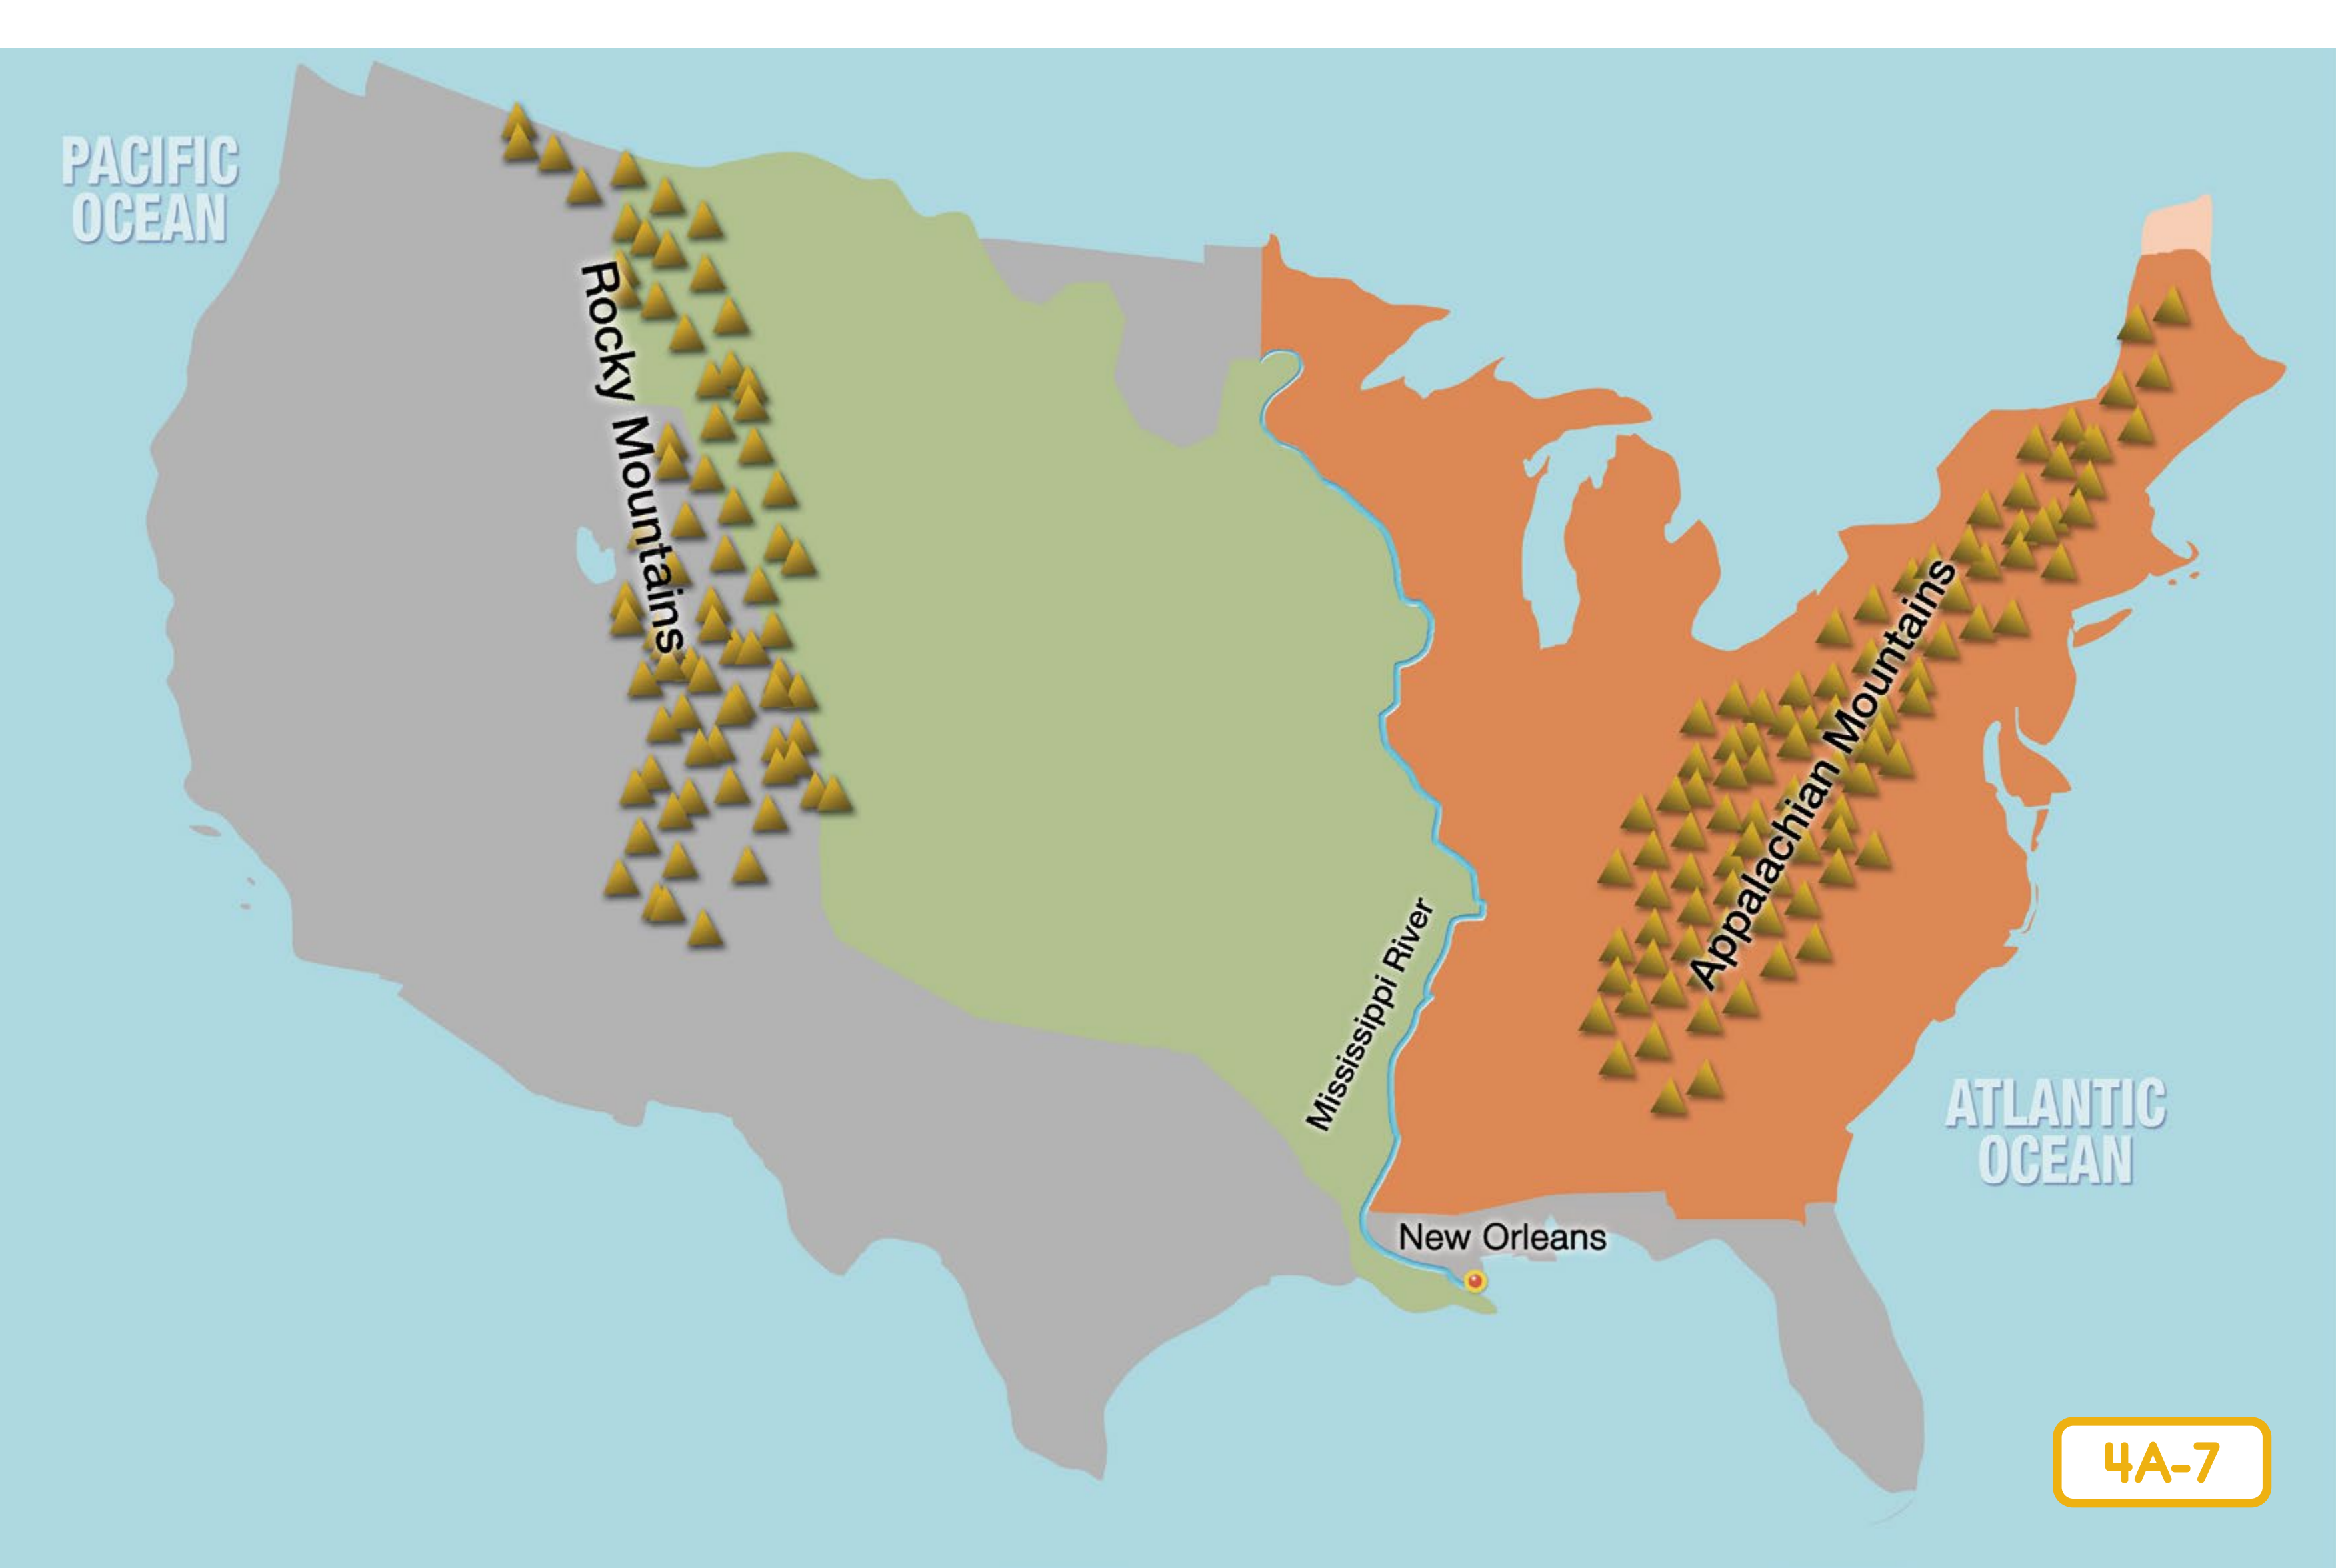 PACIFIC
OCEAN
Rocky Mountains
Appalachian Mountains
Mississippi River
New Orleans
ATLANTIC
OCEAN
4A-7